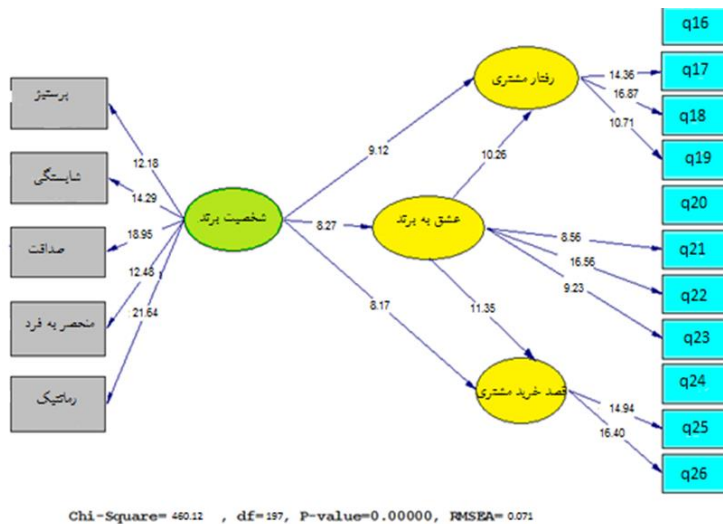 پرستیژ
شایستگی
صداقت
منحصر به فرد
رمانتیک
12.18
14.29
18.95
12.48
21.64
شخصیت برند
9.12
8.27
8.17
رفتار مشتری
10.26
عشق به برند
11.35
قصد خرید مشتری
14.36
16.87
10.71
8.56
16.56
9.23
14.94
16.40
q16
q17
q18
q19
q20
q21
q22
q23
q24
q25
q26
Chi-Square= 460.12 , df=197, P-value=0.00000, RMSEA= 0.071